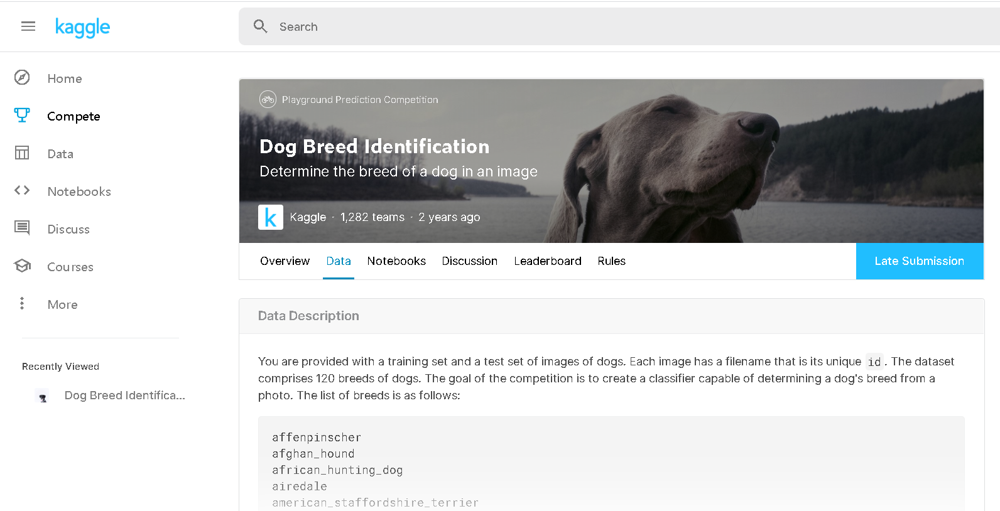 kaggle
Search
Home
Compete
Data
Notebooks
Discuss
Courses
More
Recently Viewed
Dog Breed Identifica...
Playground Prediction Competition
Dog Breed Identification
Determine the breed of a dog in an image
k Kaggle · 1,282 teams · 2 years ago
Overview Data Notebooks Discussion Leaderboard Rules Late Submission
Data Description
You are provided with a training set and a test set of images of dogs. Each image has a filename that is its unique id. The dataset
comprises 120 breeds of dogs. The goal of the competition is to create a classifier capable of determining a dog's breed from a
photo. The list of breeds is as follows:
affenpinscher
afghan_hound
african_hunting_dog
airedale
american_staffordshire_terrier